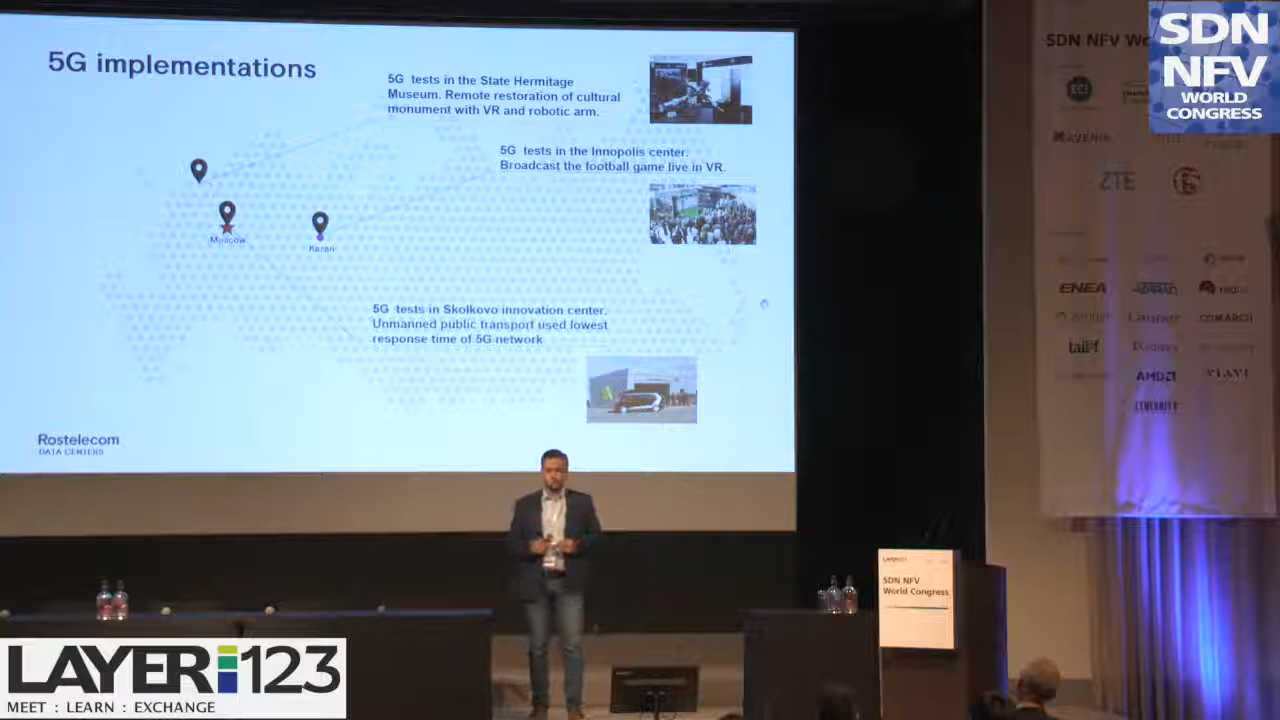 5G implementations
5G tests in the State Hermitage
Museum. Remote restoration of cultural
monument with VR and robotic arm.
5G tests in the Innopolis center.
Broadcast the football game live in VR.
Moscow
Kazan
5G tests in Skolkovo innovation center.
Unmanned public transport used lowest
response time of 5G network
Rostelecom
DATA CENTERS
SDN NFV
SDN
NFV
WORLD
CONGRESS
ECI
ZTE
ENEA
COMARCH
AMD
VIAVI
SDN NFV
World Congress
LAYER 123
MEET : LEARN : EXCHANGE